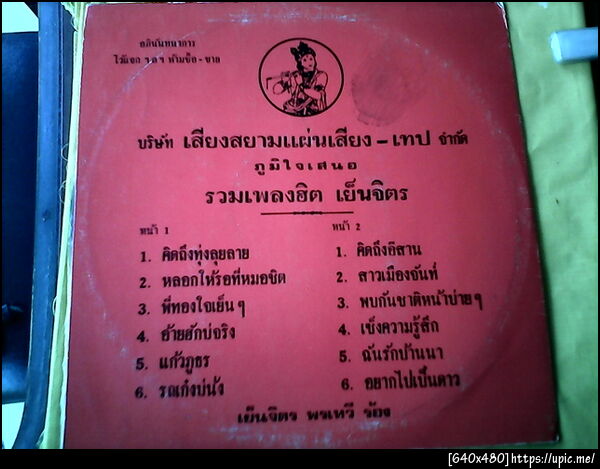 อภินันทนาการ
ไว้แจก ๆ ล ๆ ห้ามซื้อ - ขาย
บริษัท เสียงสยามแผ่นเสียง - เทป จำกัด
ภูมิใจเสนอ
รวมเพลงฮิต เย็นจิตร
หน้า 1
1. คิดถึงทุ่งลุยลาย
2. หลอกให้รอที่หมอชิต
3. พี่ทองใจเย็น ๆ
4. อ้ายฮักบ่จริง
5. แก้วภูธร
6. รถเก๋งบ่นั่ง
หน้า 2
1. คิดถึงอีสาน
2. สาวเมืองจันท์
3. พบกันชาติหน้าบ่าย ๆ
4. เซ็งความรู้สึก
5. ฉันรักบ้านนา
6. อยากไปเป็นดาว
เย็นจิตร พรเทวี ร้อง
[640x480]https://upic.me/